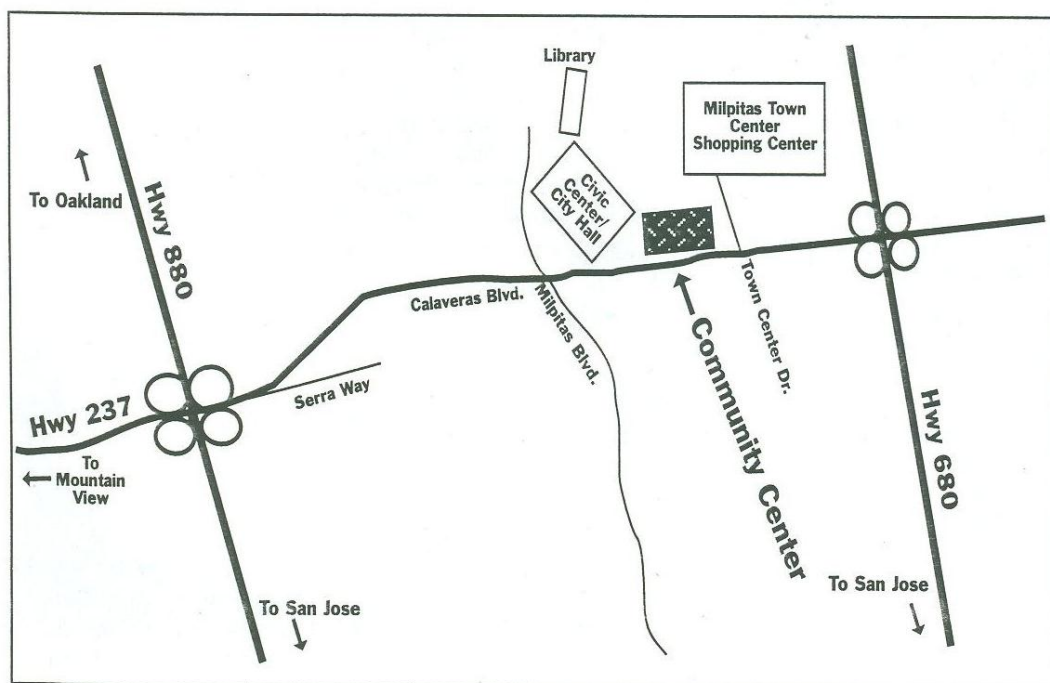 Library
Milpitas Town
Center
Shopping Center
Civic
Center/
City Hall
To Oakland
Hwy 880
Calaveras Blvd.
Milpitas Blvd.
Town Center Dr.
Community Center
Serra Way
Hwy 237
To
Mountain
View
Hwy 680
To San Jose
To San Jose